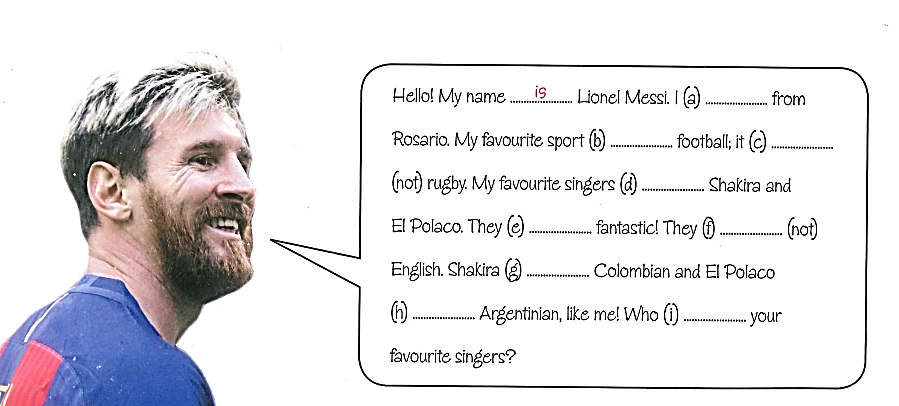 Hello! My name ........is........ Lionel Messi. I (a) .................... from
Rosario. My favourite sport (b) .................... football; it (c) ....................
(not) rugby. My favourite singers (d) .................... Shakira and
El Polaco. They (e) .................... fantastic! They (f) .................... (not)
English. Shakira (g) .................... Colombian and El Polaco
(h) .................... Argentinian, like me! Who (i) .................... your
favourite singers?